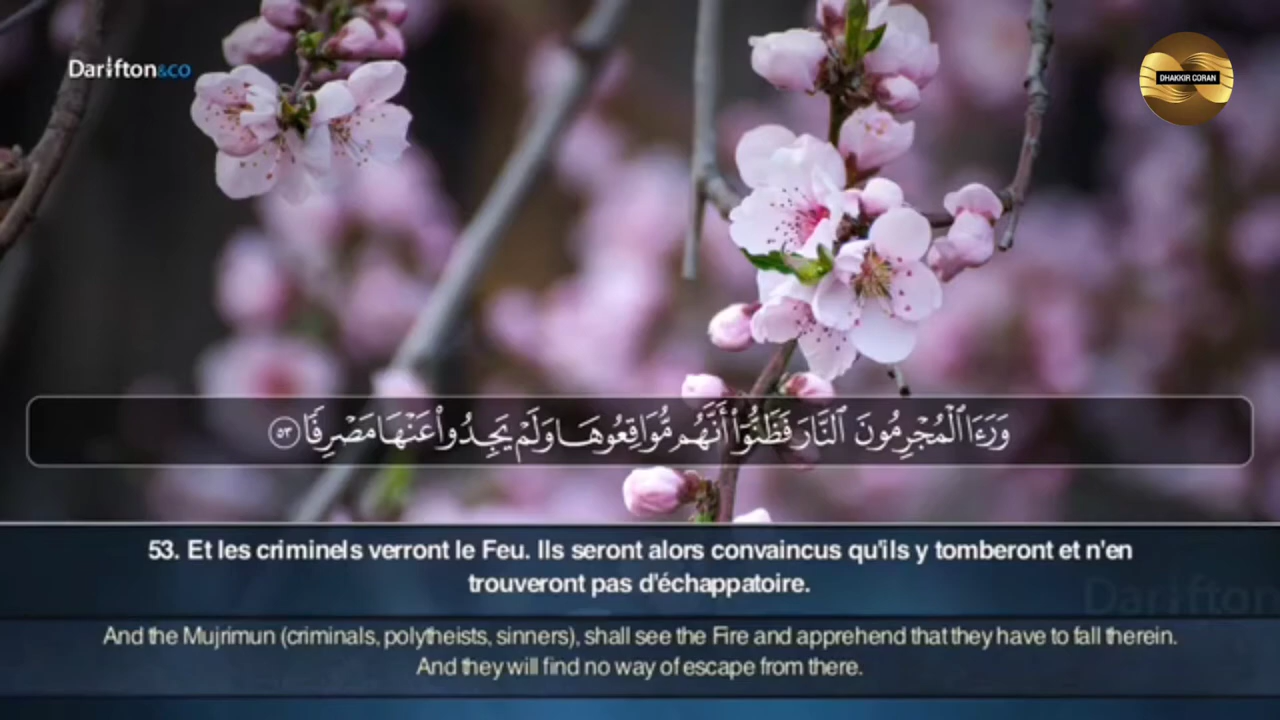 Darifton&co
DHAKKIR CORAN
وَرَءَا ٱلْمُجْرِمُونَ ٱلنَّارَ فَظَنُّوٓا۟ أَنَّهُم مُّوَاقِعُوهَا وَلَمْ يَجِدُوا۟ عَنْهَا مَصْرِفًا ٥٣
53. Et les criminels verront le Feu. Ils seront alors convaincus qu'ils y tomberont et n'en
trouveront pas d'échappatoire.
Darifton
And the Mujrimun (criminals, polytheists, sinners), shall see the Fire and apprehend that they have to fall therein.
And they will find no way of escape from there.